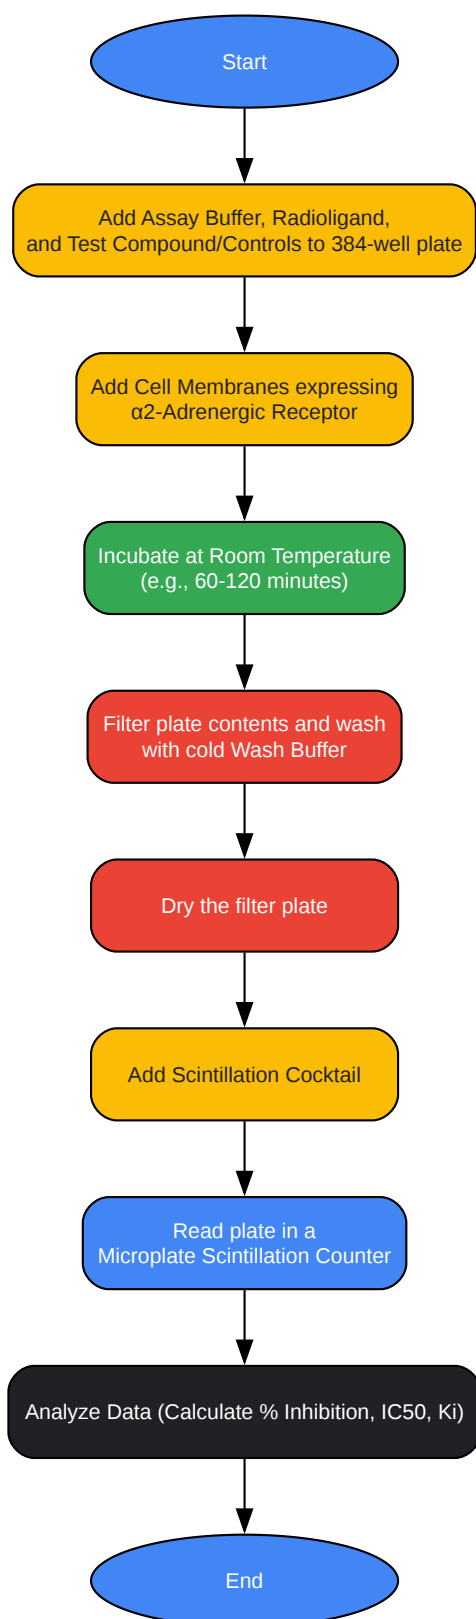 Start
Add Assay Buffer, Radioligand,
and Test Compound/Controls to 384-well plate
Add Cell Membranes expressing
α2-Adrenergic Receptor
Incubate at Room Temperature
(e.g., 60-120 minutes)
Filter plate contents and wash
with cold Wash Buffer
Dry the filter plate
Add Scintillation Cocktail
Read plate in a
Microplate Scintillation Counter
Analyze Data (Calculate % Inhibition, IC50, Ki)
End